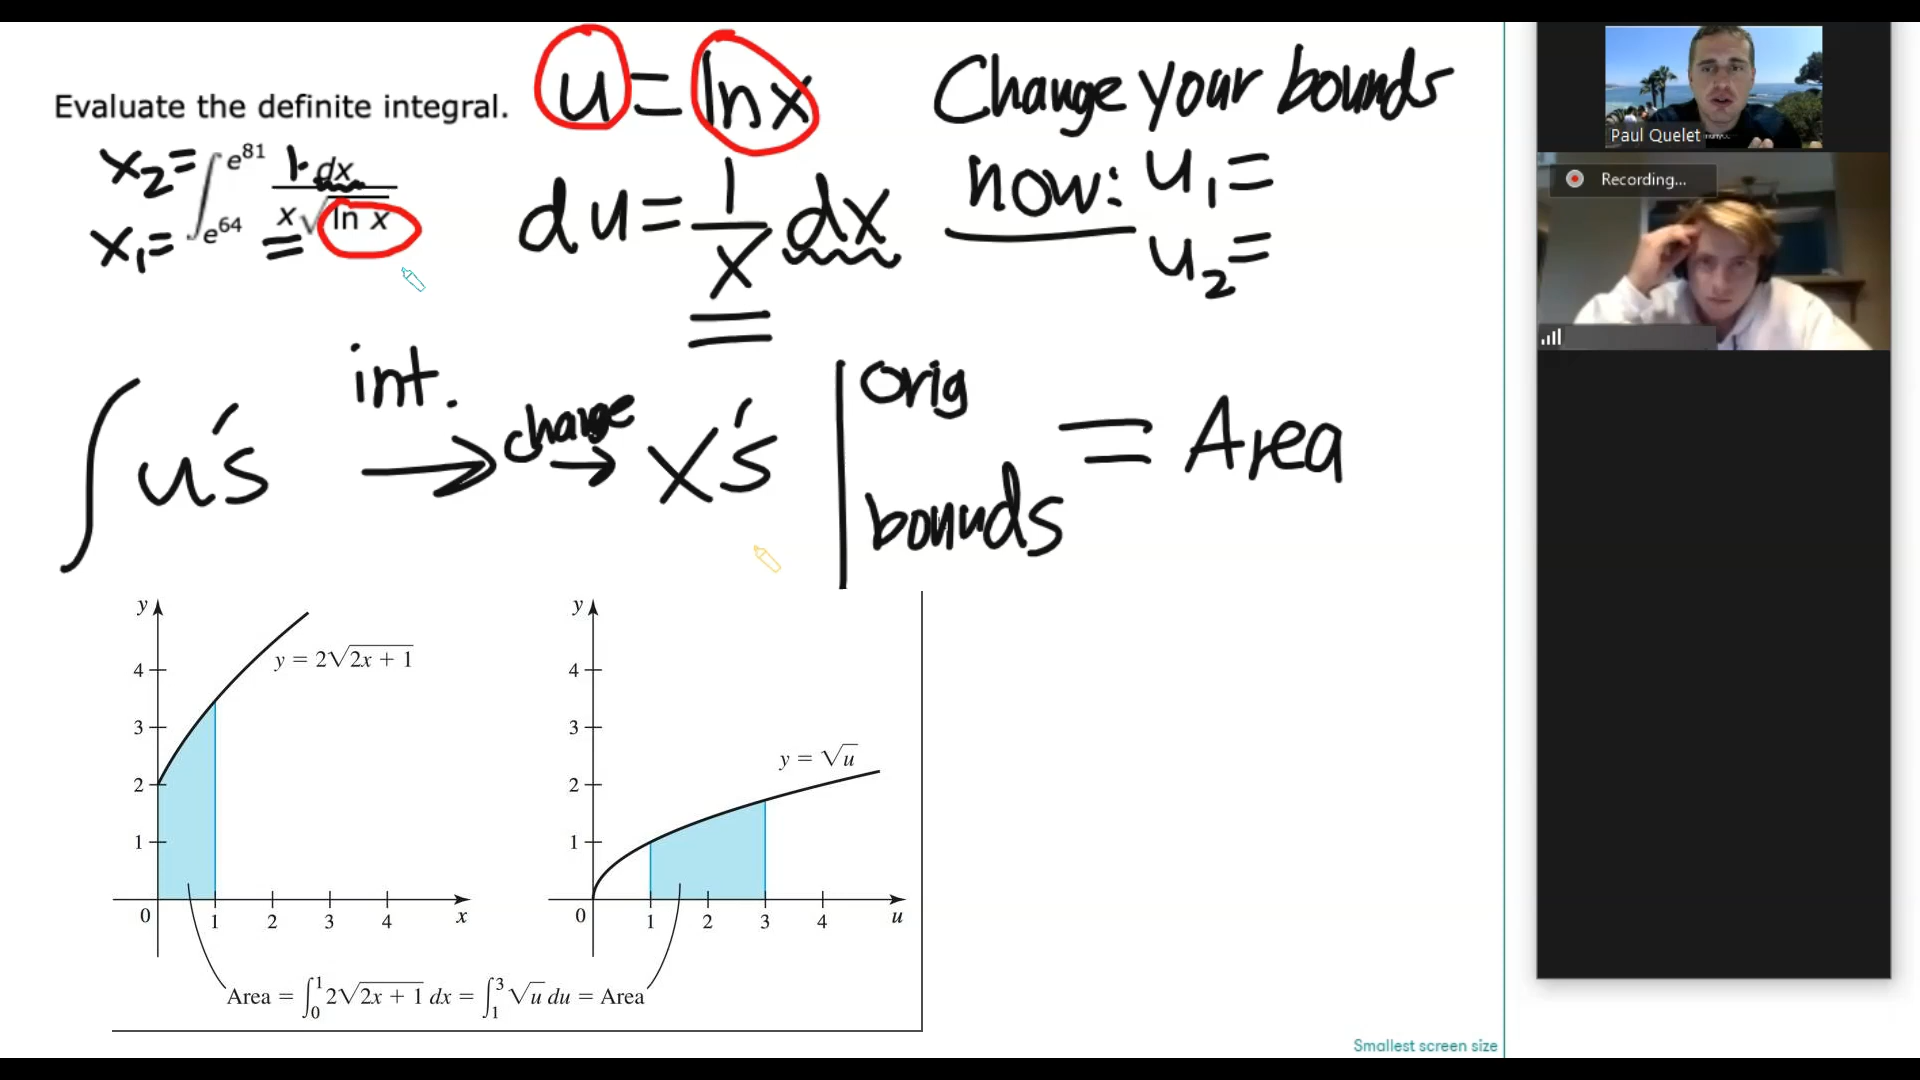 Evaluate the definite integral.
u = ln x
Change your bounds
now: u₁ =
u₂ =
x₂ = ∫ e⁸¹ 1·dx
x₁ = e⁶⁴ x√ln x
du = 1/x dx
∫ u's int. → change → x's | orig bounds = Area
y
4
3
2
1
0 1 2 3 4 x
y = 2√2x + 1
y
4
3
2
1
0 1 2 3 4 u
y = √u
Area = ∫₀¹ 2√2x + 1 dx = ∫₁³ √u du = Area
Paul Quelet
Recording...
Smallest screen size